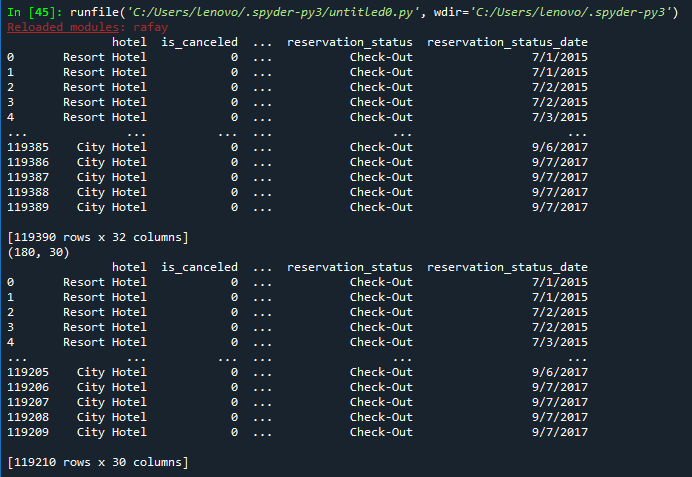 In [45]: runfile('C:/Users/lenovo/.spyder-py3/untitled0.py', wdir='C:/Users/lenovo/.spyder-py3')
Reloaded modules: rafay
hotel is_canceled ... reservation_status reservation_status_date
0 Resort Hotel 0 ... Check-Out 7/1/2015
1 Resort Hotel 0 ... Check-Out 7/1/2015
2 Resort Hotel 0 ... Check-Out 7/2/2015
3 Resort Hotel 0 ... Check-Out 7/2/2015
4 Resort Hotel 0 ... Check-Out 7/3/2015
... ... ... ... ... ...
119385 City Hotel 0 ... Check-Out 9/6/2017
119386 City Hotel 0 ... Check-Out 9/7/2017
119387 City Hotel 0 ... Check-Out 9/7/2017
119388 City Hotel 0 ... Check-Out 9/7/2017
119389 City Hotel 0 ... Check-Out 9/7/2017
[119390 rows x 32 columns]
(180, 30)
hotel is_canceled ... reservation_status reservation_status_date
0 Resort Hotel 0 ... Check-Out 7/1/2015
1 Resort Hotel 0 ... Check-Out 7/1/2015
2 Resort Hotel 0 ... Check-Out 7/2/2015
3 Resort Hotel 0 ... Check-Out 7/2/2015
4 Resort Hotel 0 ... Check-Out 7/3/2015
... ... ... ... ... ...
119205 City Hotel 0 ... Check-Out 9/6/2017
119206 City Hotel 0 ... Check-Out 9/7/2017
119207 City Hotel 0 ... Check-Out 9/7/2017
119208 City Hotel 0 ... Check-Out 9/7/2017
119209 City Hotel 0 ... Check-Out 9/7/2017
[119210 rows x 30 columns]